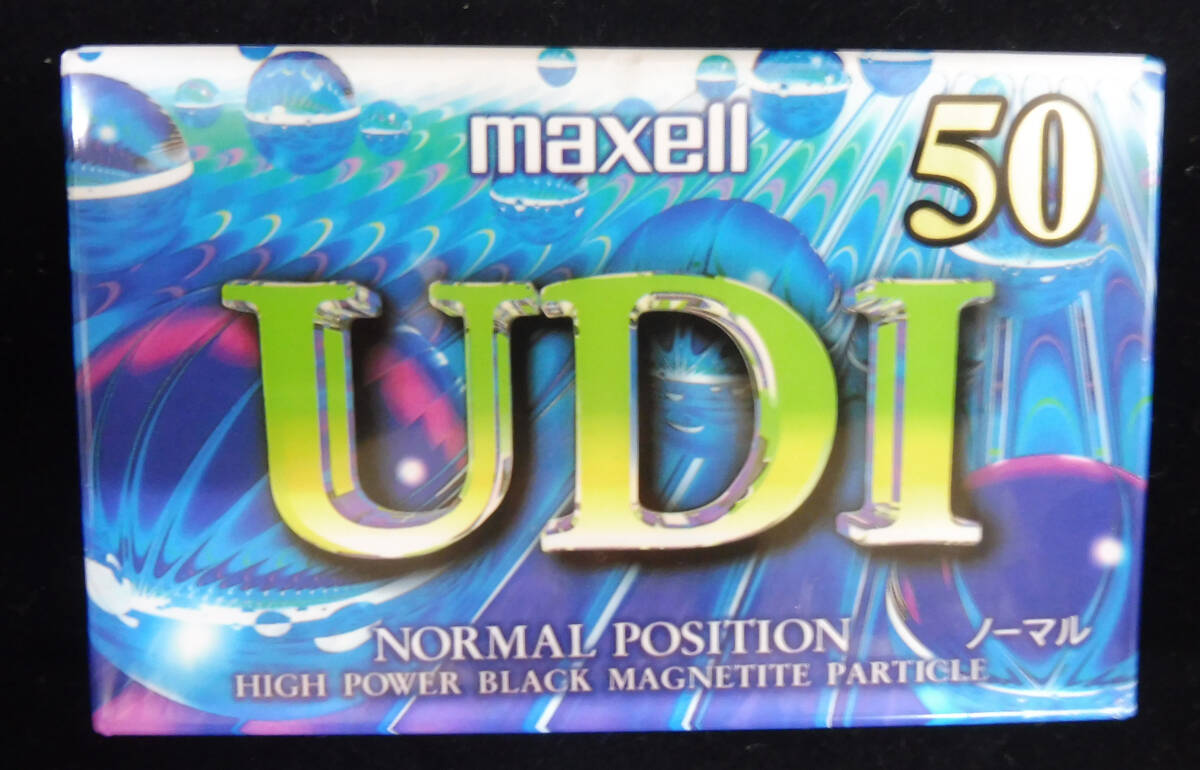 maxell
50
UDI
NORMAL POSITION ノーマル
HIGH POWER BLACK MAGNETITE PARTICLE